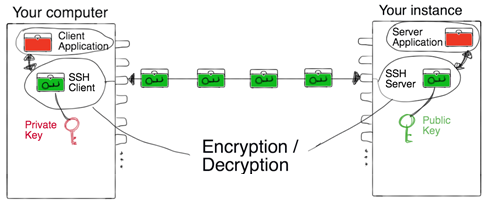 Your computer
Your instance
Client
Application
Server
Application
SSH
Client
SSH
Server
Private
Key
Public
Key
Encryption /
Decryption